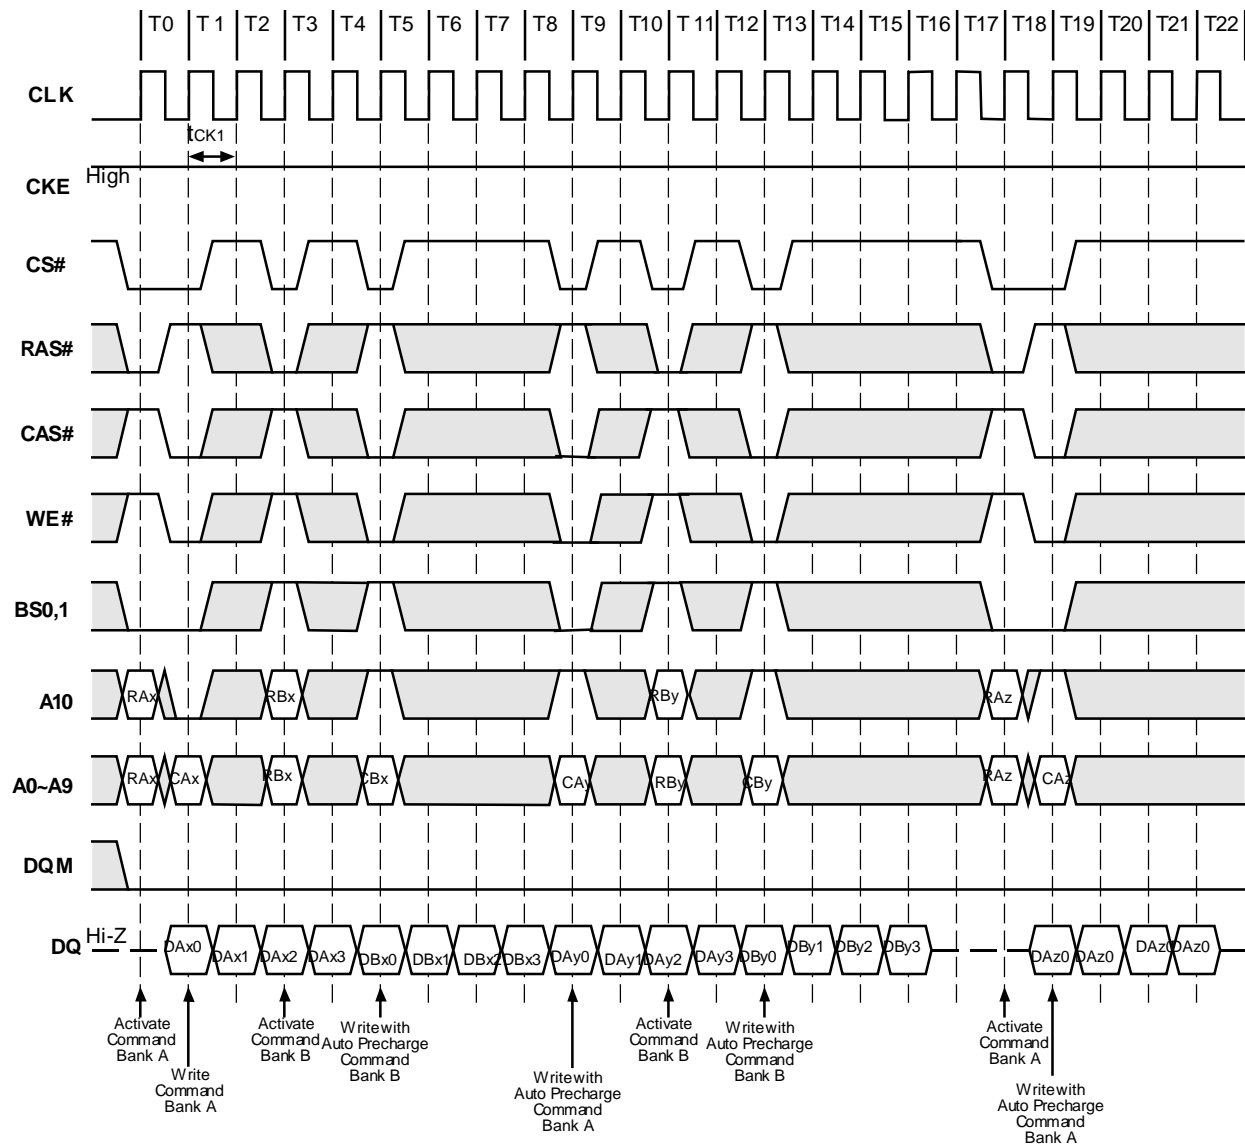 T0 T 1 T2 T3 T4 T5 T6 T7 T8 T9 T10 T 11 T12 T13 T14 T15 T16 T17 T18 T19 T20 T21 T22
CLK
tCK1
High
CKE
CS#
RAS#
CAS#
WE#
BS0,1
A10 RAx RBx RBy RAz
A0~A9 RAx CAx RBx CBx CAy RBy CBy RAz CAz
DQM
Hi-Z
DQ DAx0 DAx1 DAx2 DAx3 DBx0 DBx1 DBx2 DBx3 DAy0 DAy1 DAy2 DAy3 DBy0 DBy1 DBy2 DBy3 DAz0 DAz0 DAz0 DAz0
Activate
Command
Bank A
Write
Command
Bank A
Activate
Command
Bank B
Write with
Auto Precharge
Command
Bank B
Write with
Auto Precharge
Command
Bank A
Activate
Command
Bank B
Write with
Auto Precharge
Command
Bank B
Activate
Command
Bank A
Write with
Auto Precharge
Command
Bank A